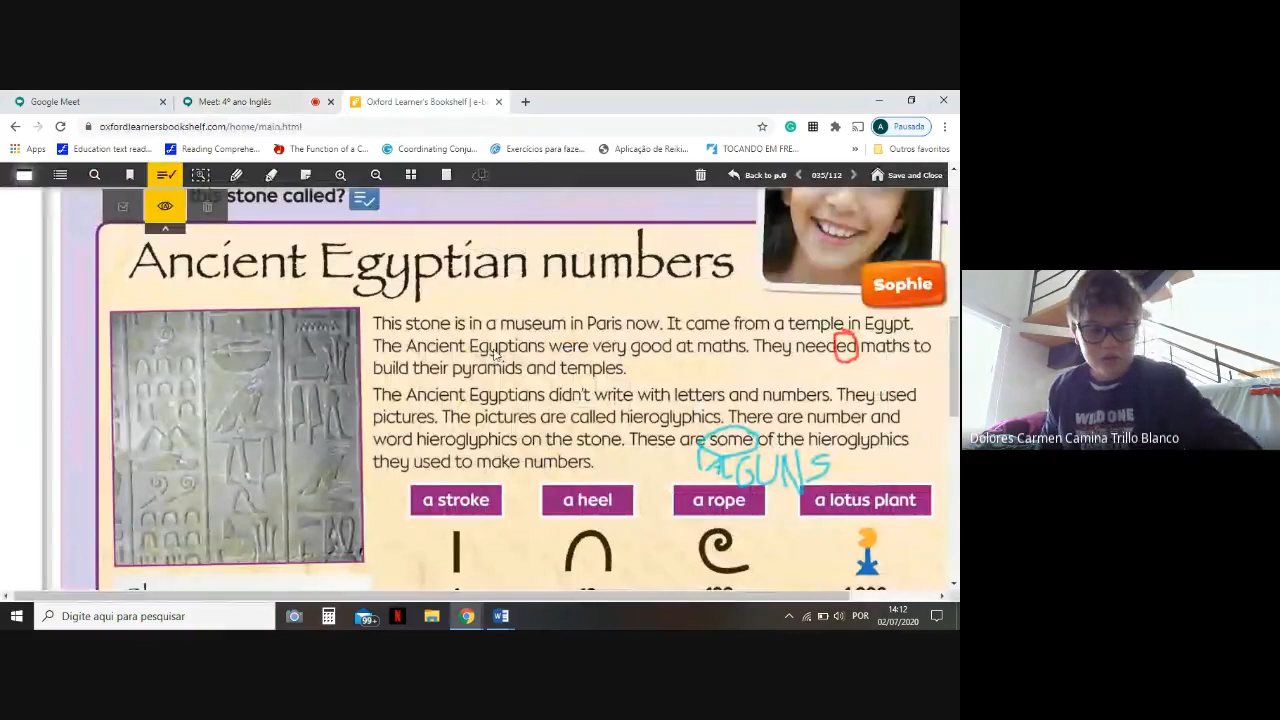 Google Meet
Meet: 4º ano Inglês
Oxford Learner's Bookshelf | e-b
oxfordlearnersbookshelf.com/home/main.html
Pausada
Apps
Education text read...
Reading Comprehe...
The Function of a C...
Coordinating Conju...
Exercícios para faze...
Aplicação de Reiki...
TOCANDO EM FRE...
»
Outros favoritos
Back to p.0
035/112
Save and Close
this stone called?
Ancient Egyptian numbers
Sophie
This stone is in a museum in Paris now. It came from a temple in Egypt.
The Ancient Egyptians were very good at maths. They needed maths to
build their pyramids and temples.
The Ancient Egyptians didn't write with letters and numbers. They used
pictures. The pictures are called hieroglyphics. There are number and
word hieroglyphics on the stone. These are some of the hieroglyphics
they used to make numbers.
a stroke
a heel
a rope
a lotus plant
WILD ONE
Dolores Carmen Camina Trillo Blanco
Digite aqui para pesquisar
99+
POR
14:12
02/07/2020